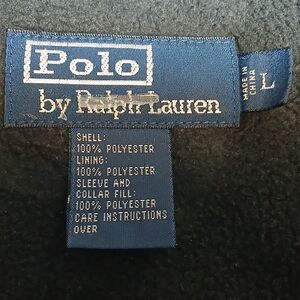 Polo
by Ralph Lauren
MADE IN
CHINA
L
SHELL:
100% POLYESTER
LINING:
100% POLYESTER
SLEEVE AND
COLLAR FILL:
100% POLYESTER
CARE INSTRUCTIONS
OVER